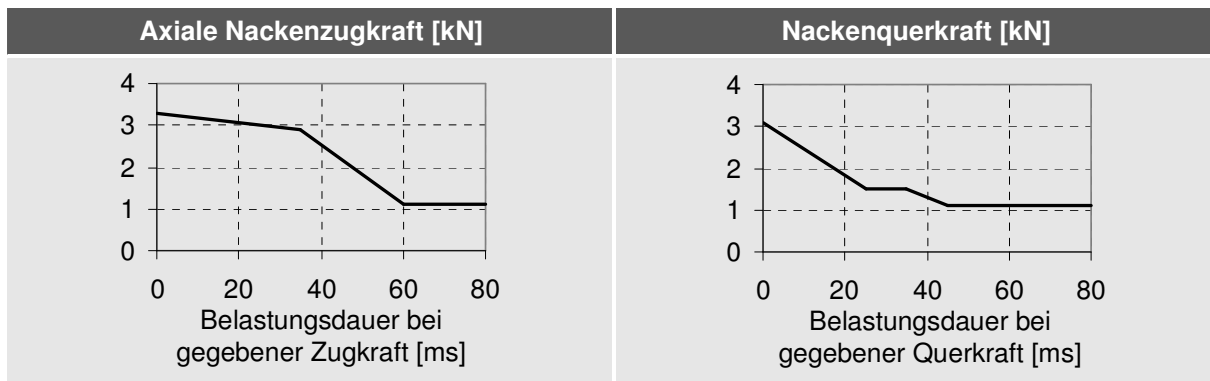 Axiale Nackenzugkraft [kN]
Nackenquerkraft [kN]
4
3
2
1
0
0 20 40 60 80
Belastungsdauer bei
gegebener Zugkraft [ms]
4
3
2
1
0
0 20 40 60 80
Belastungsdauer bei
gegebener Querkraft [ms]